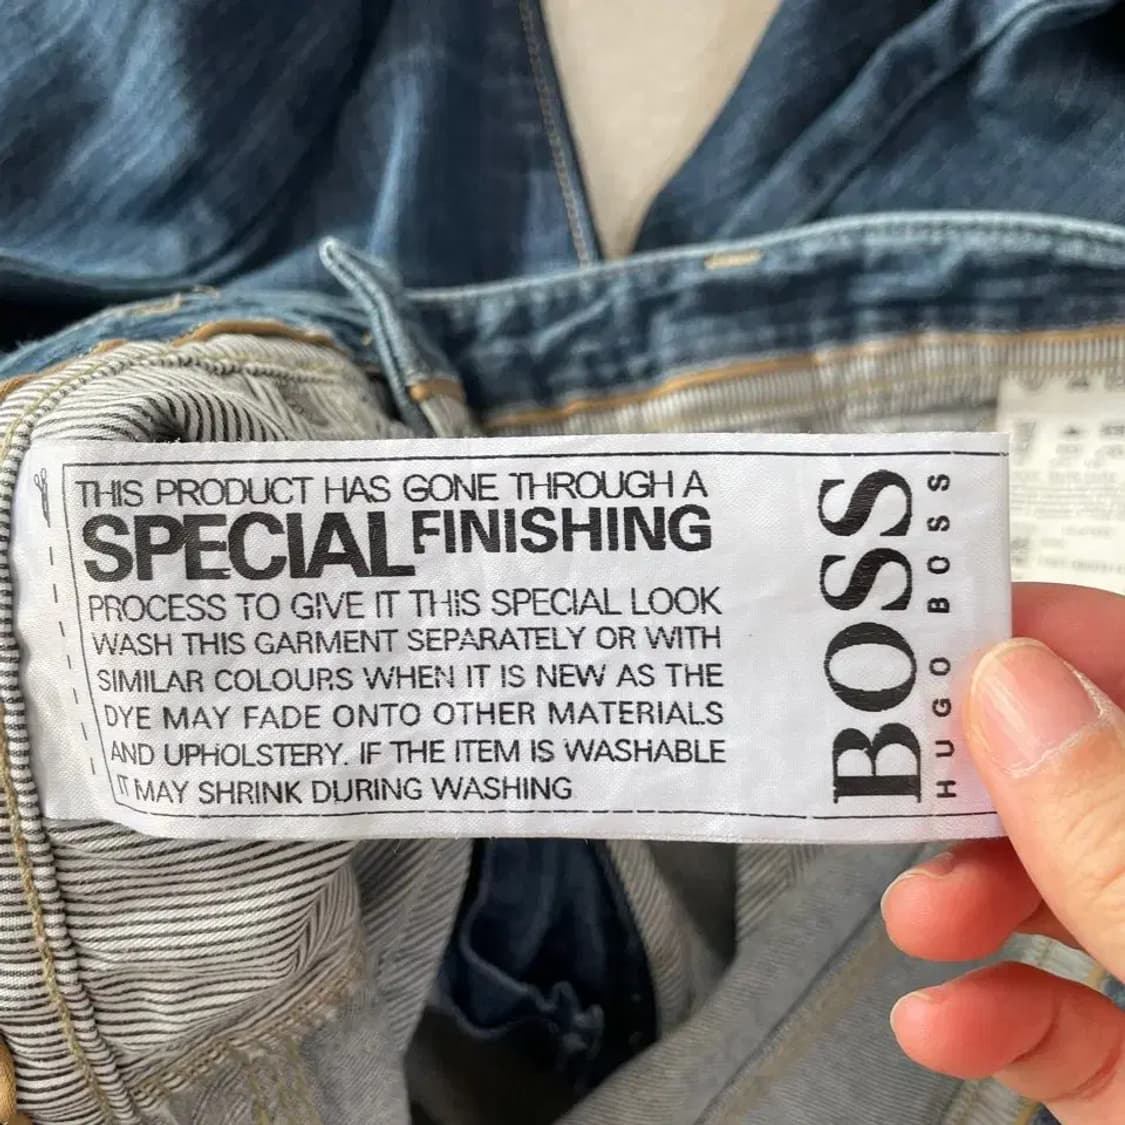 THIS PRODUCT HAS GONE THROUGH A
SPECIAL FINISHING
PROCESS TO GIVE IT THIS SPECIAL LOOK
WASH THIS GARMENT SEPARATELY OR WITH
SIMILAR COLOURS WHEN IT IS NEW AS THE
DYE MAY FADE ONTO OTHER MATERIALS
AND UPHOLSTERY. IF THE ITEM IS WASHABLE
IT MAY SHRINK DURING WASHING
BOSS
HUGO BOSS